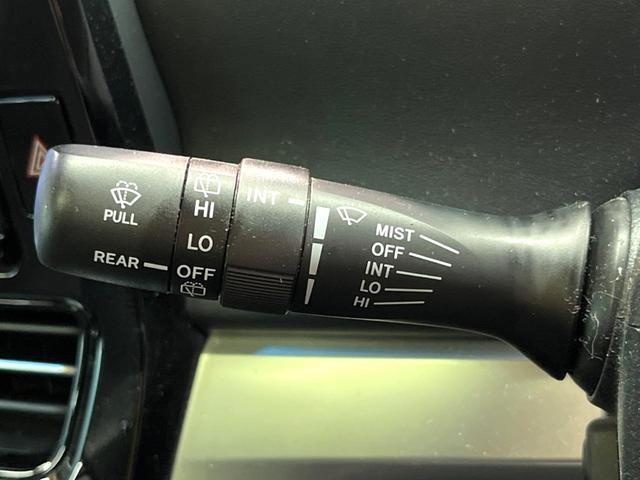 PULL
REAR
HI
LO
OFF
INT
MIST
OFF
INT
LO
HI